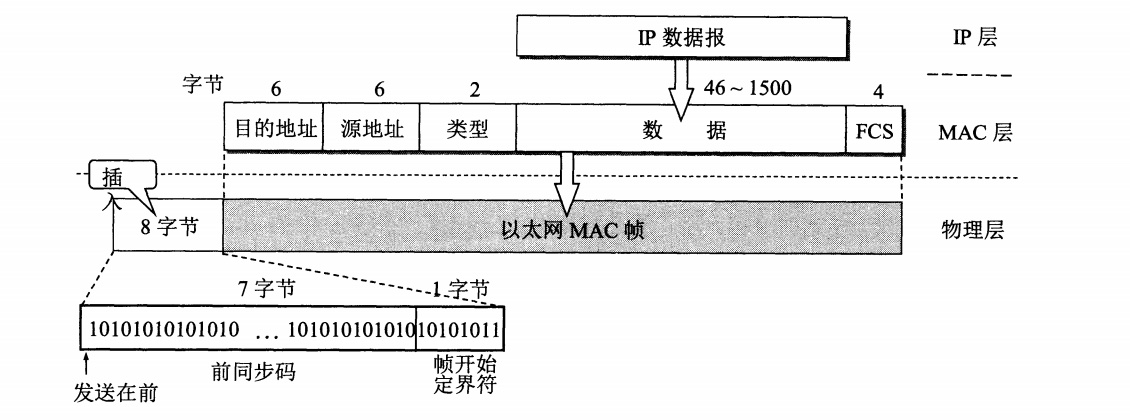 IP 数据报
IP 层
字节
6
6
2
46 ~ 1500
4
目的地址
源地址
类型
数 据
FCS
MAC 层
插
入
8 字节
以太网 MAC 帧
物理层
7 字节
1 字节
10101010101010 … 101010101010
10101011
前同步码
帧开始
定界符
发送在前